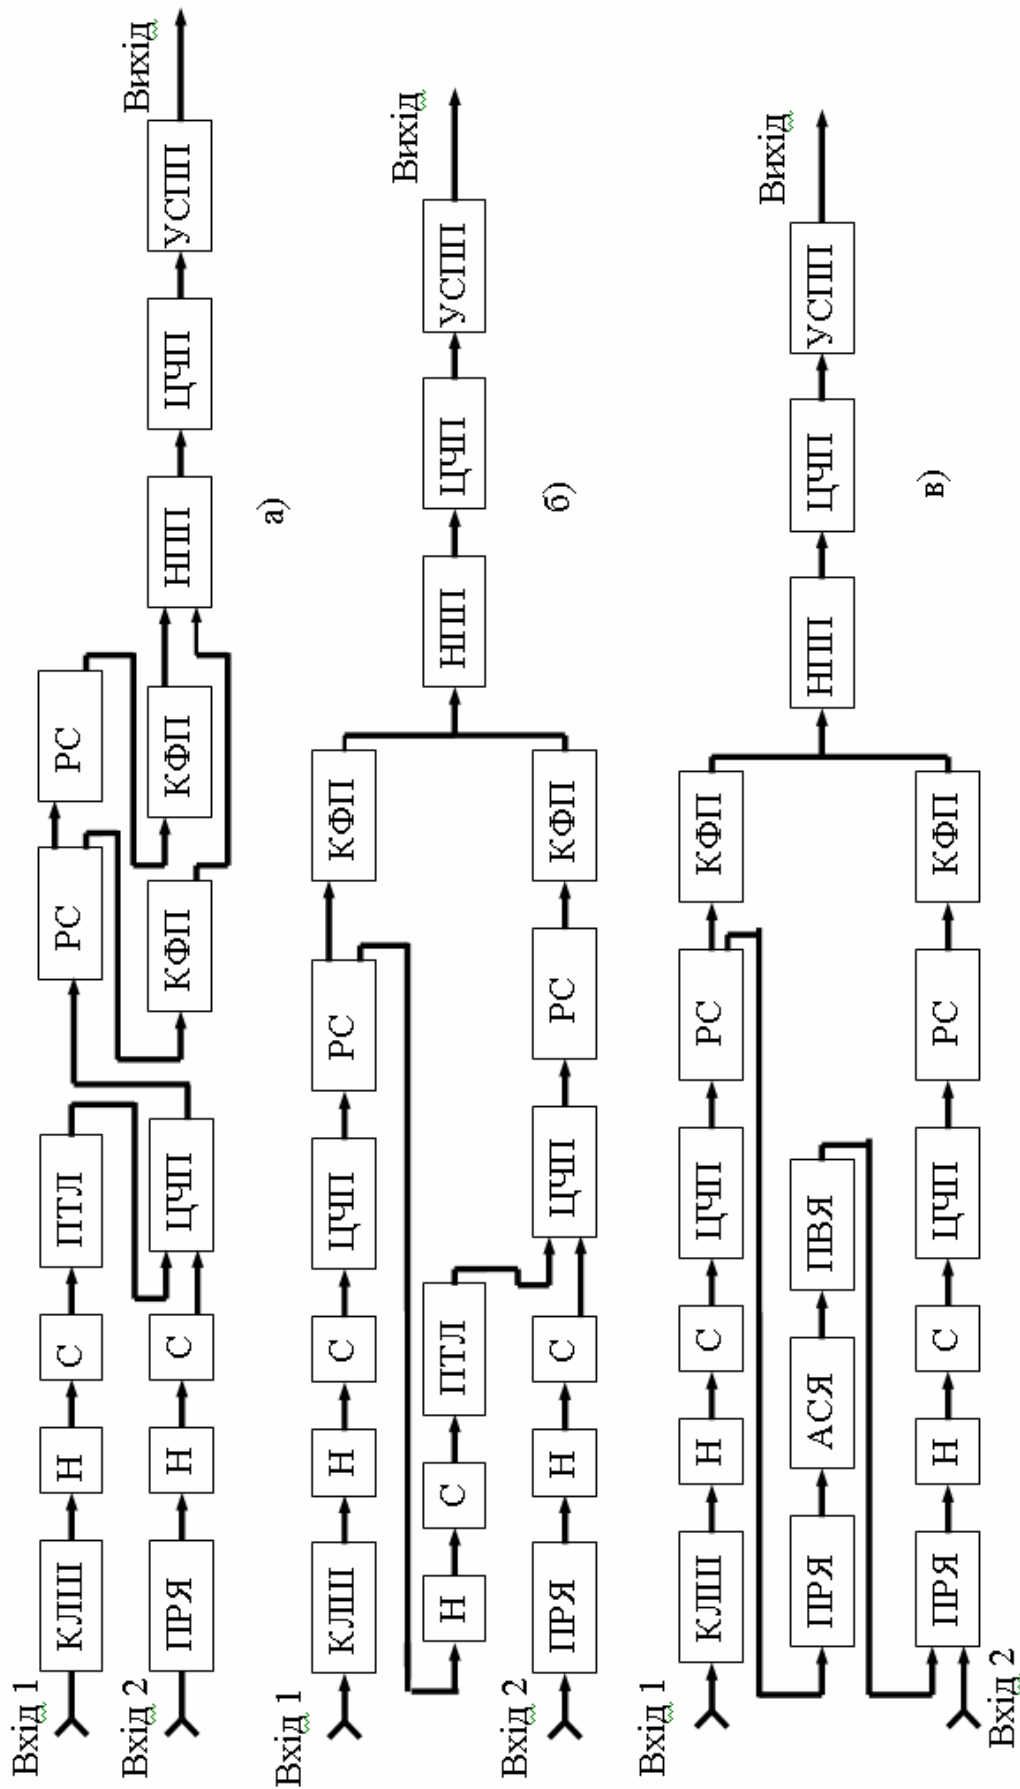 Вхід 1
КЛШ
Н
С
ПТЛ
РС
РС
Вхід 2
ПРЯ
Н
С
ЦЧП
КФП
КФП
НПП
ЦЧП
УСПП
Вихід
а)
Вхід 1
КЛШ
Н
С
ЦЧП
РС
КФП
Н
С
ПТЛ
НПП
ЦЧП
УСПП
Вихід
Вхід 2
ПРЯ
Н
С
ЦЧП
РС
КФП
б)
Вхід 1
КЛШ
Н
С
ЦЧП
РС
КФП
ПРЯ
АСЯ
ПВЯ
НПП
ЦЧП
УСПП
Вихід
Вхід 2
ПРЯ
Н
С
ЦЧП
РС
КФП
в)